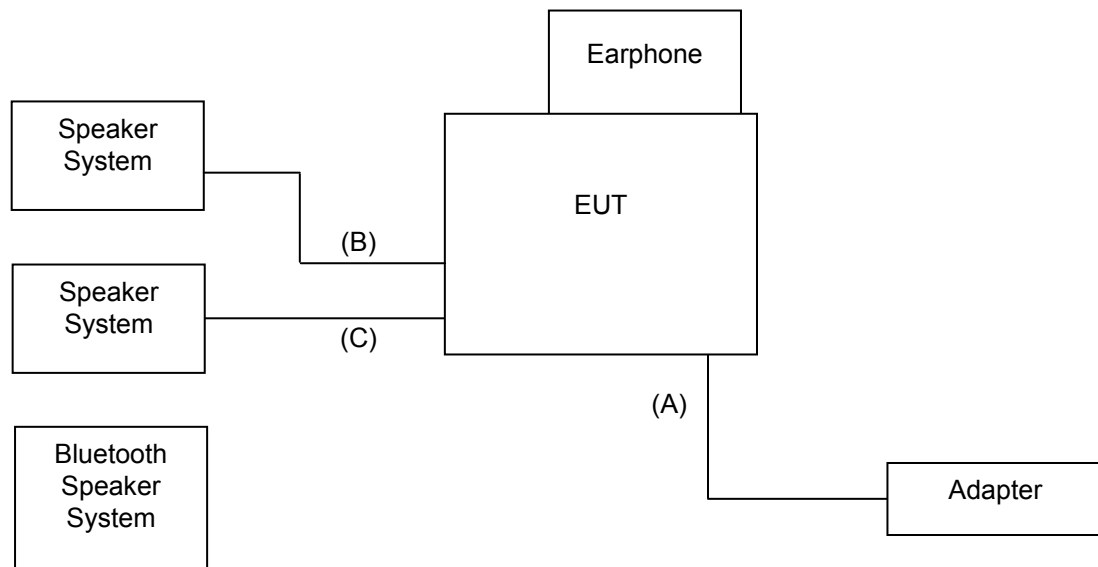 Earphone
Speaker
System
EUT
(B)
Speaker
System
(C)
(A)
Bluetooth
Speaker
System
Adapter